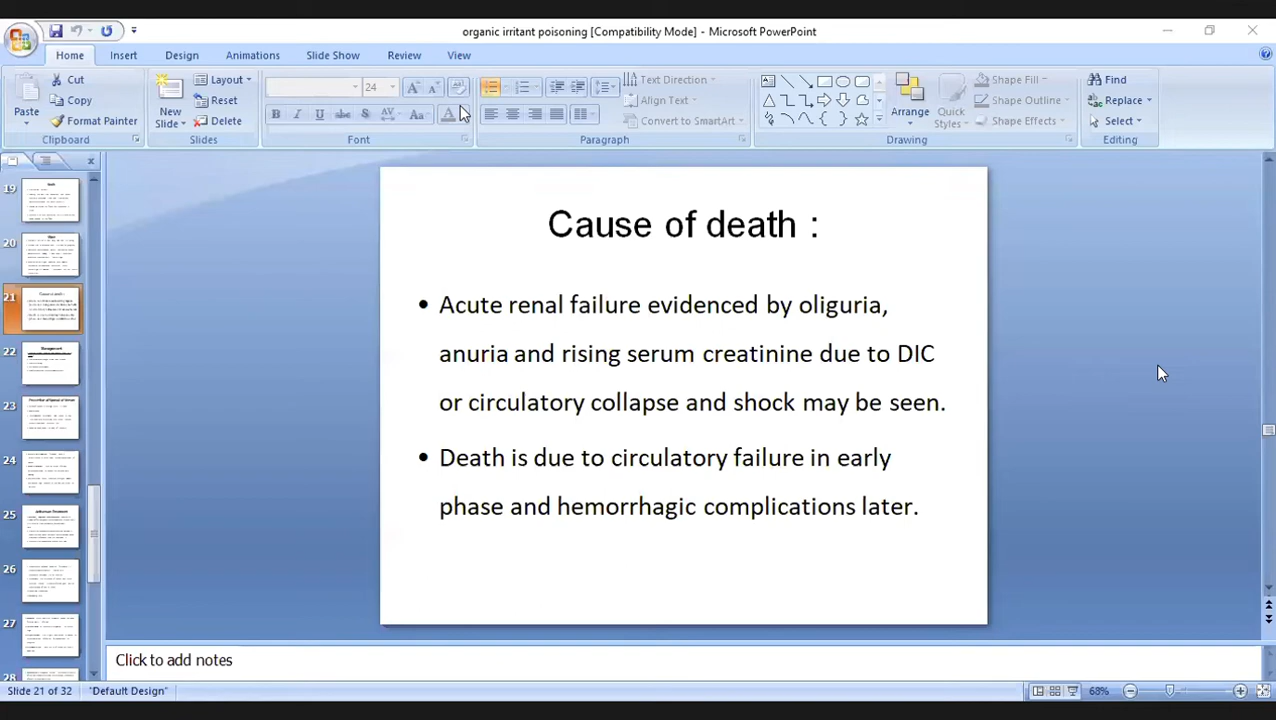 organic irritant poisoning [Compatibility Mode] - Microsoft PowerPoint
Home Insert Design Animations Slide Show Review View
Paste Cut Copy Format Painter
Clipboard
New Slide Layout Reset Delete
Slides
24
B I U abc AV Aa A
Font
Text Direction Align Text Convert to SmartArt
Paragraph
Arrange Quick Styles Shape Fill Shape Outline Shape Effects
Drawing
Find Replace Select
Editing
19
20
21
22
23
24
25
26
27
28
Cause of death :
• Acute renal failure evidenced by oliguria,
anuria and rising serum creatinine due to DIC
or circulatory collapse and shock may be seen.
• Death is due to circulatory failure in early
phase and hemorrhagic complications later.
Click to add notes
Slide 21 of 32 "Default Design" 68%